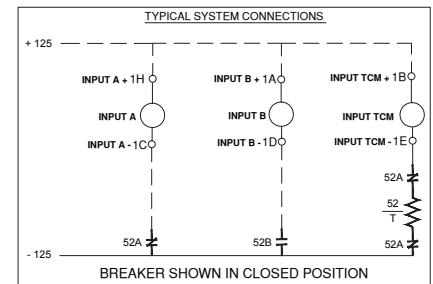 TYPICAL SYSTEM CONNECTIONS
+ 125
INPUT A + 1H
INPUT B + 1A
INPUT TCM + 1B
INPUT A
INPUT B
INPUT TCM
INPUT A - 1C
INPUT B - 1D
INPUT TCM - 1E
52A
52
T
52A
52B
52A
- 125
BREAKER SHOWN IN CLOSED POSITION